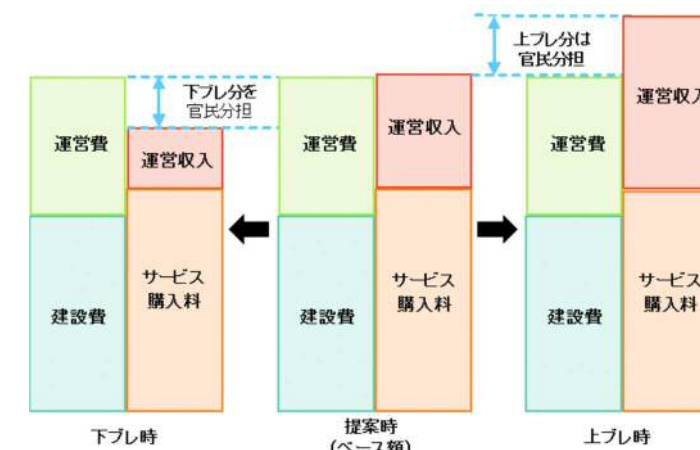 下ブレ分を
官民分担
運営費
運営収入
建設費
サービス
購入料
下ブレ時
運営費
運営収入
建設費
サービス
購入料
提案時
(ベース額)
上ブレ分は
官民分担
運営費
運営収入
建設費
サービス
購入料
上ブレ時